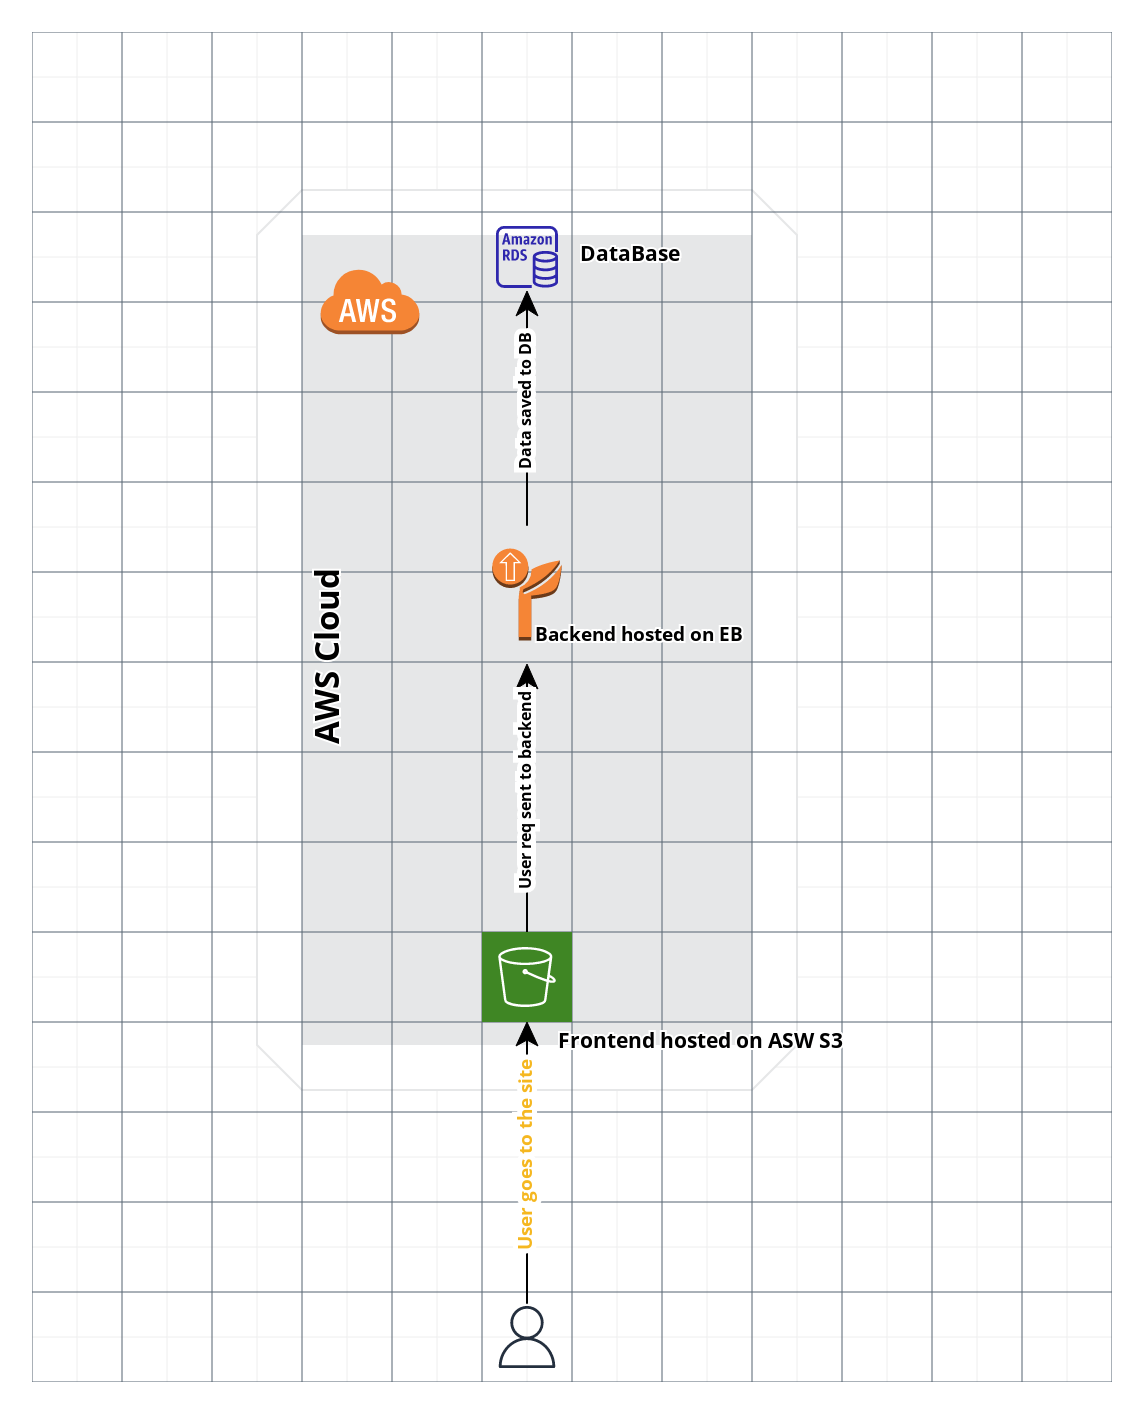 Amazon
RDS
DataBase
AWS
Data saved to DB
Backend hosted on EB
AWS Cloud
User req sent to backend
Frontend hosted on ASW S3
User goes to the site